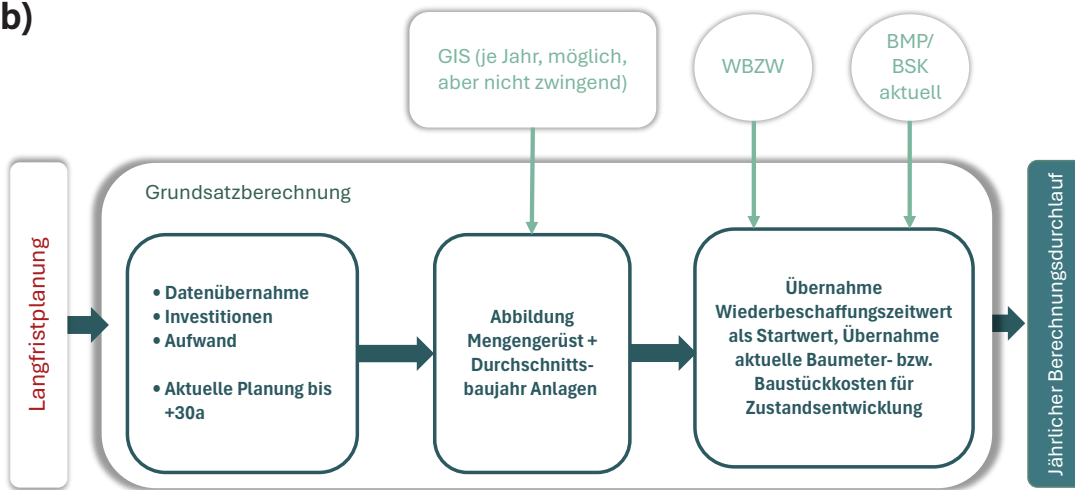 b)
GIS (je Jahr, möglich,
aber nicht zwingend)
WBZW
BMP/
BSK
aktuell
Langfristplanung
Grundsatzberechnung
• Datenübernahme
• Investitionen
• Aufwand
• Aktuelle Planung bis
+30a
Abbildung
Mengengerüst +
Durchschnitts-
baujahr Anlagen
Übernahme
Wiederbeschaffungszeitwert
als Startwert, Übernahme
aktuelle Baumeter- bzw.
Baustückkosten für
Zustandsentwicklung
Jährlicher Berechnungsdurchlauf